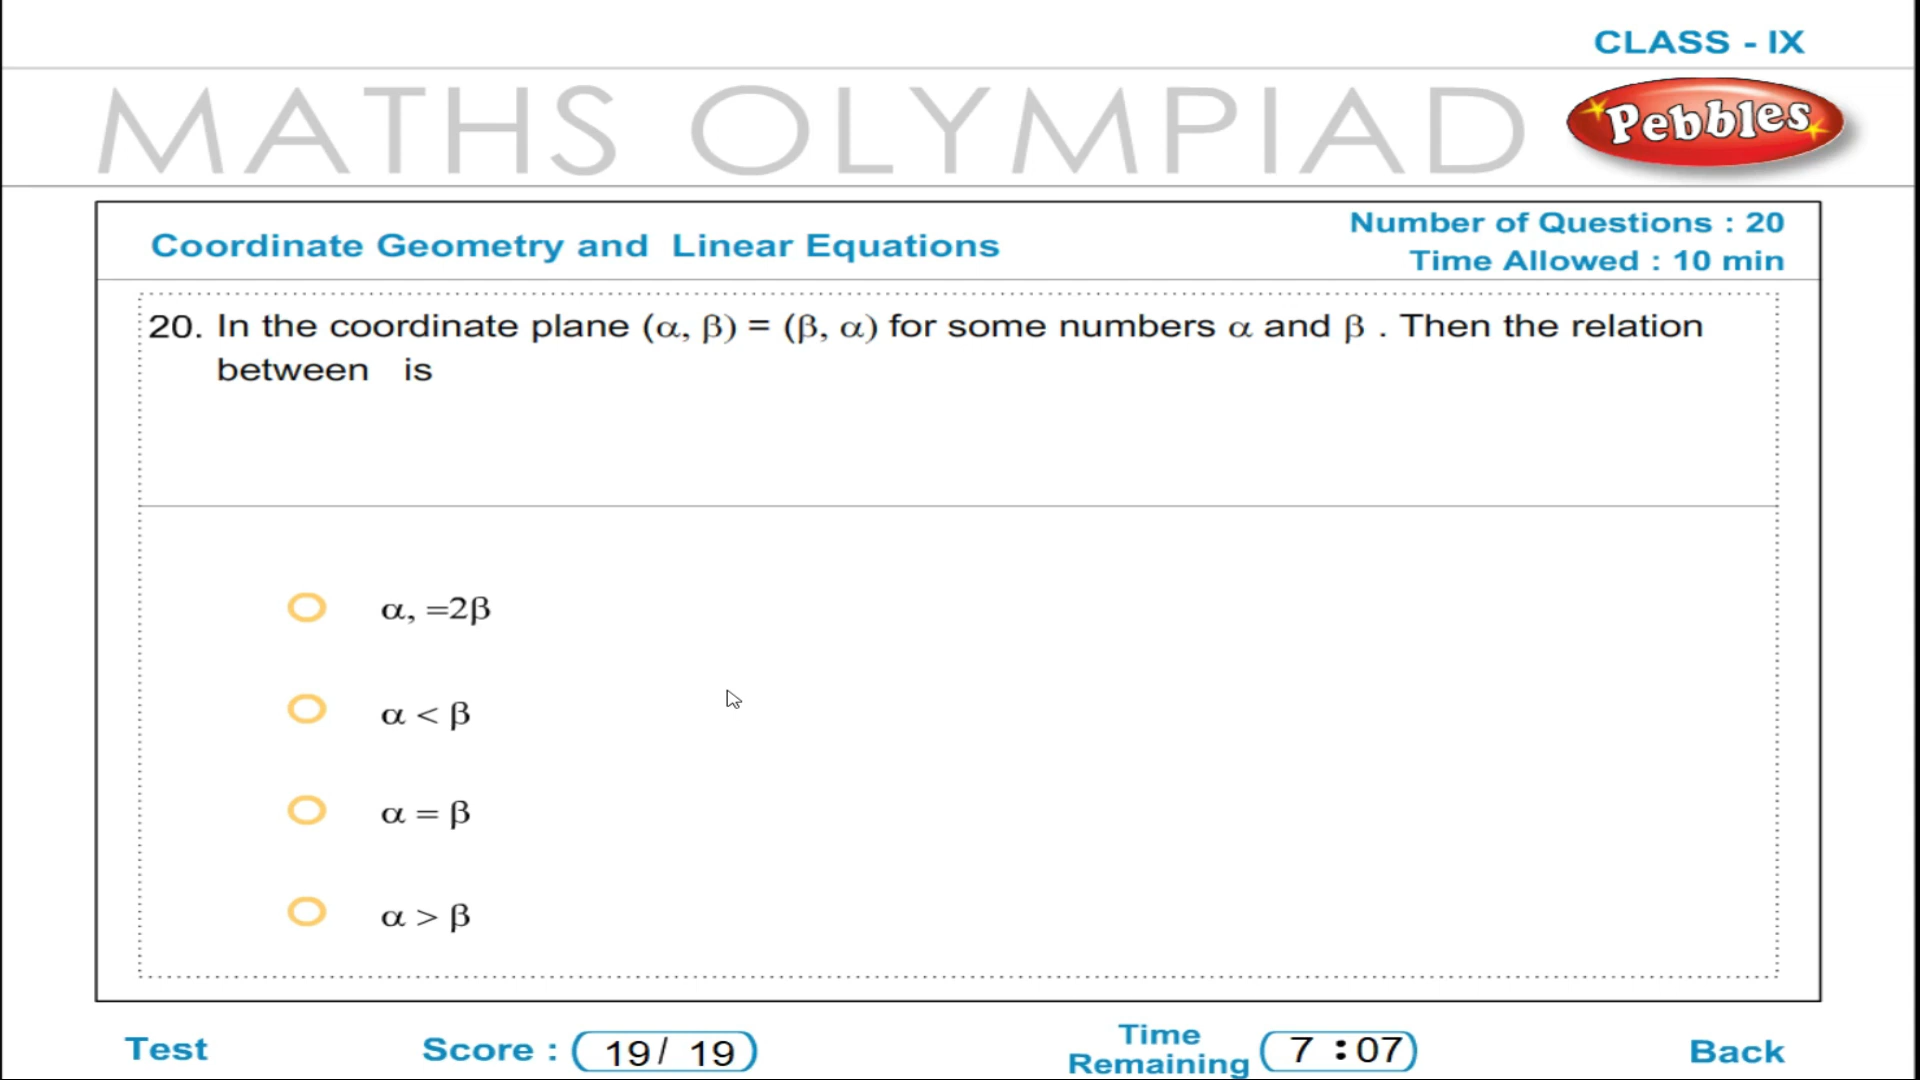 CLASS - IX
MATHS OLYMPIAD
Pebbles
Coordinate Geometry and Linear Equations
Number of Questions : 20
Time Allowed : 10 min
20. In the coordinate plane (α, β) = (β, α) for some numbers α and β . Then the relation
between is
α, =2β
α < β
α = β
α > β
Test
Score : 19/ 19
Time
Remaining
7 : 07
Back